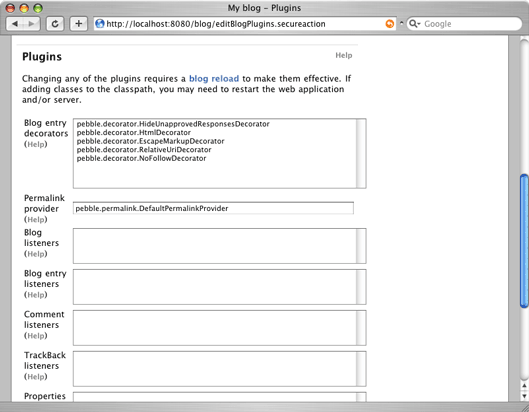 My blog - Plugins
http://localhost:8080/blog/editBlogPlugins.secureaction
Google
Plugins
Help
Changing any of the plugins requires a blog reload to make them effective. If
adding classes to the classpath, you may need to restart the web application
and/or server.
Blog entry
decorators
(Help)
pebble.decorator.HideUnapprovedResponsesDecorator
pebble.decorator.HtmlDecorator
pebble.decorator.EscapeMarkupDecorator
pebble.decorator.RelativeUriDecorator
pebble.decorator.NoFollowDecorator
Permalink
provider
(Help)
pebble.permalink.DefaultPermalinkProvider
Blog
listeners
(Help)
Blog entry
listeners
(Help)
Comment
listeners
(Help)
TrackBack
listeners
(Help)
Properties